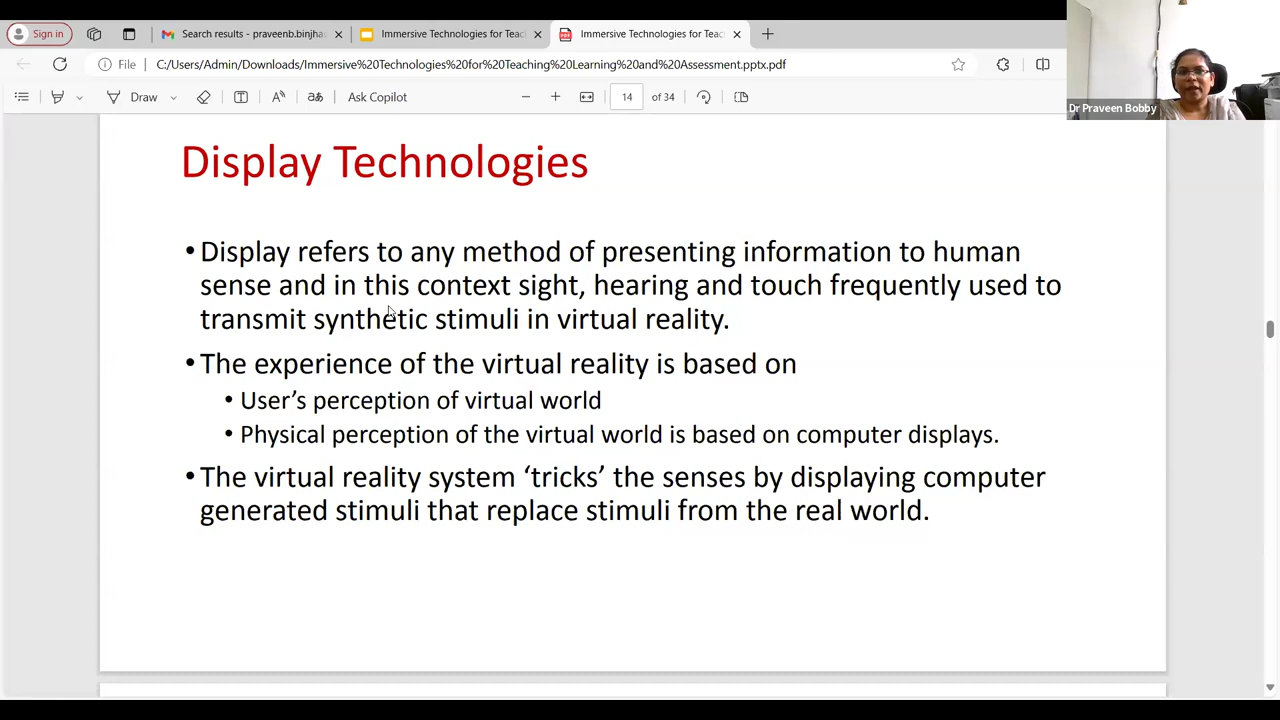 Sign in
Search results - praveenb.binjha
Immersive Technologies for Teac
Immersive Technologies for Teac
File
C:/Users/Admin/Downloads/Immersive%20Technologies%20for%20Teaching%20Learning%20and%20Assessment.pptx.pdf
Draw
A
aあ
Ask Copilot
14
of 34
Dr Praveen Bobby
Display Technologies
•Display refers to any method of presenting information to human
sense and in this context sight, hearing and touch frequently used to
transmit synthetic stimuli in virtual reality.
•The experience of the virtual reality is based on
• User’s perception of virtual world
• Physical perception of the virtual world is based on computer displays.
•The virtual reality system ‘tricks’ the senses by displaying computer
generated stimuli that replace stimuli from the real world.